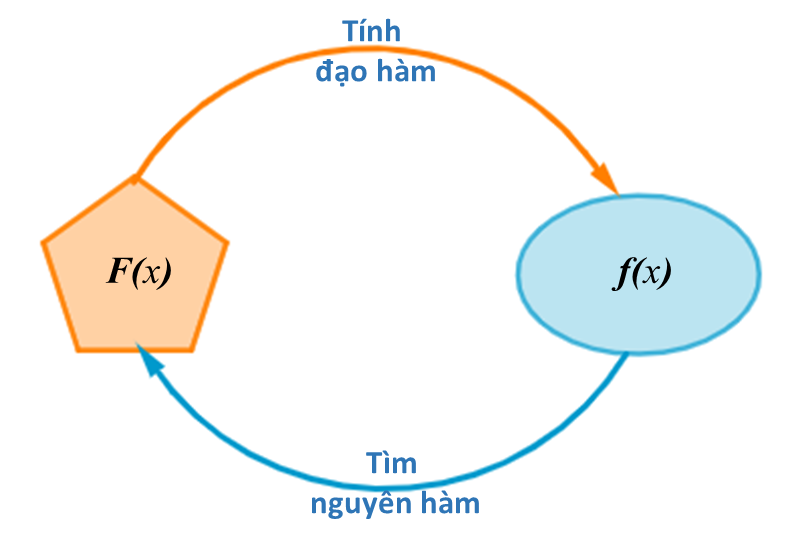 Tính
đạo hàm
F(x)
f(x)
Tìm
nguyên hàm